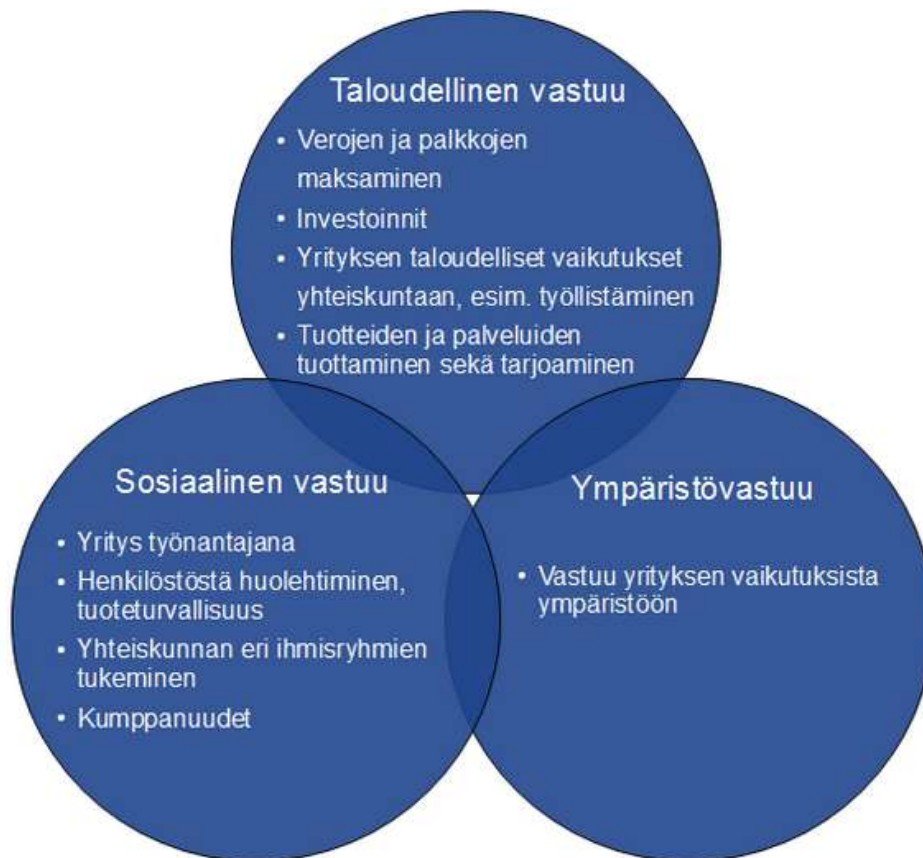 Taloudellinen vastuu
• Verojen ja palkkojen
maksaminen
• Investoinnit
• Yrityksen taloudelliset vaikutukset
yhteiskuntaan, esim. työllistäminen
• Tuotteiden ja palveluiden
tuottaminen sekä tarjoaminen
Sosiaalinen vastuu
• Yritys työnantajana
• Henkilöstöstä huolehtiminen,
tuoteturvallisuus
• Yhteiskunnan eri ihmisryhmien
tukeminen
• Kumppanuudet
Ympäristövastuu
• Vastuu yrityksen vaikutuksista
ympäristöön